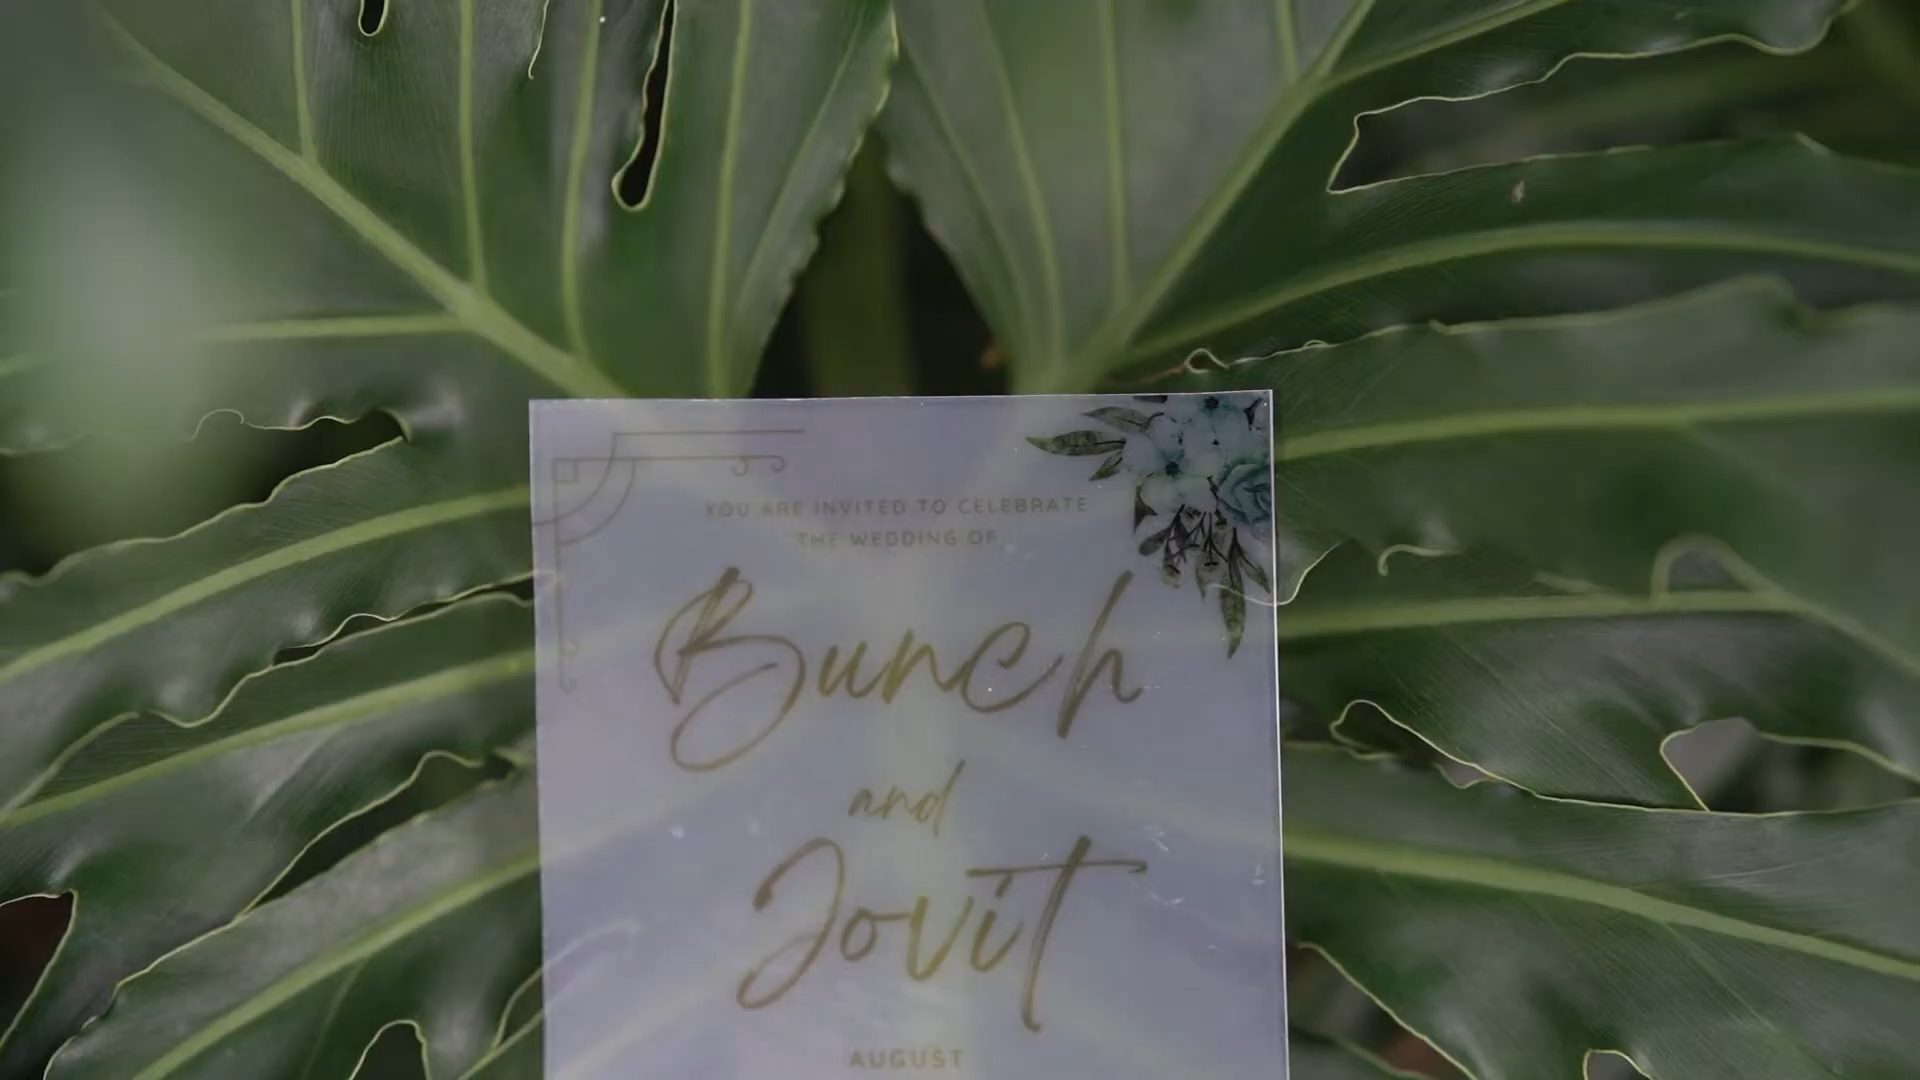 YOU ARE INVITED TO CELEBRATE
THE WEDDING OF
Bunch
and
Jovit
AUGUST